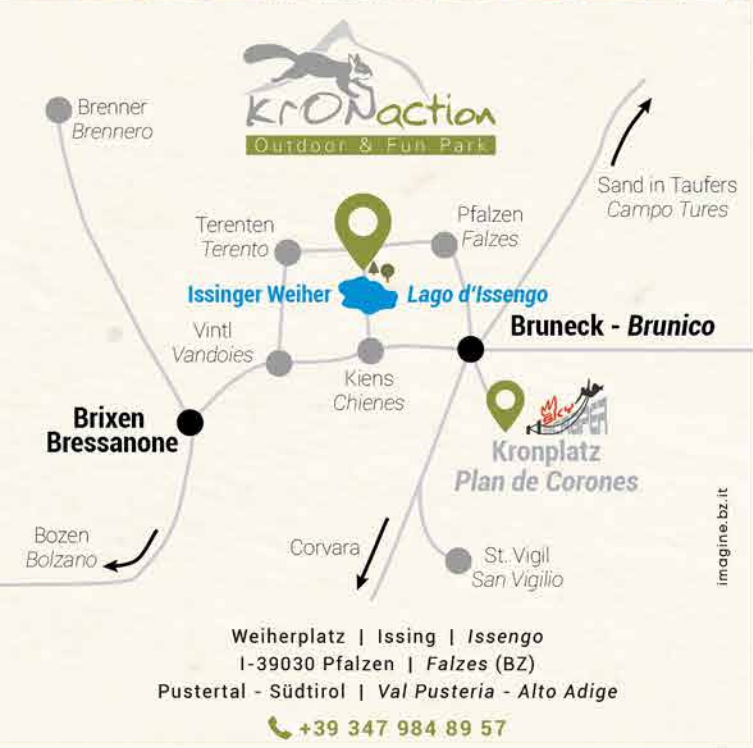 KRONaction
Outdoor & Fun Park
Brenner
Brennero
Sand in Taufers
Campo Tures
Terenten
Terento
Pfalzen
Falzes
Issinger Weiher
Lago d'Issengo
Vintl
Vandoies
Kiens
Chienes
Bruneck - Brunico
Brixen
Bressanone
SKY
Kronplatz
Plan de Corones
Bozen
Bolzano
Corvara
St. Vigil
San Vigilio
imagine.bz.it
Weiherplatz | Issing | Issengo
I-39030 Pfalzen | Falzes (BZ)
Pustertal - Südtirol | Val Pusteria - Alto Adige
+39 347 984 89 57